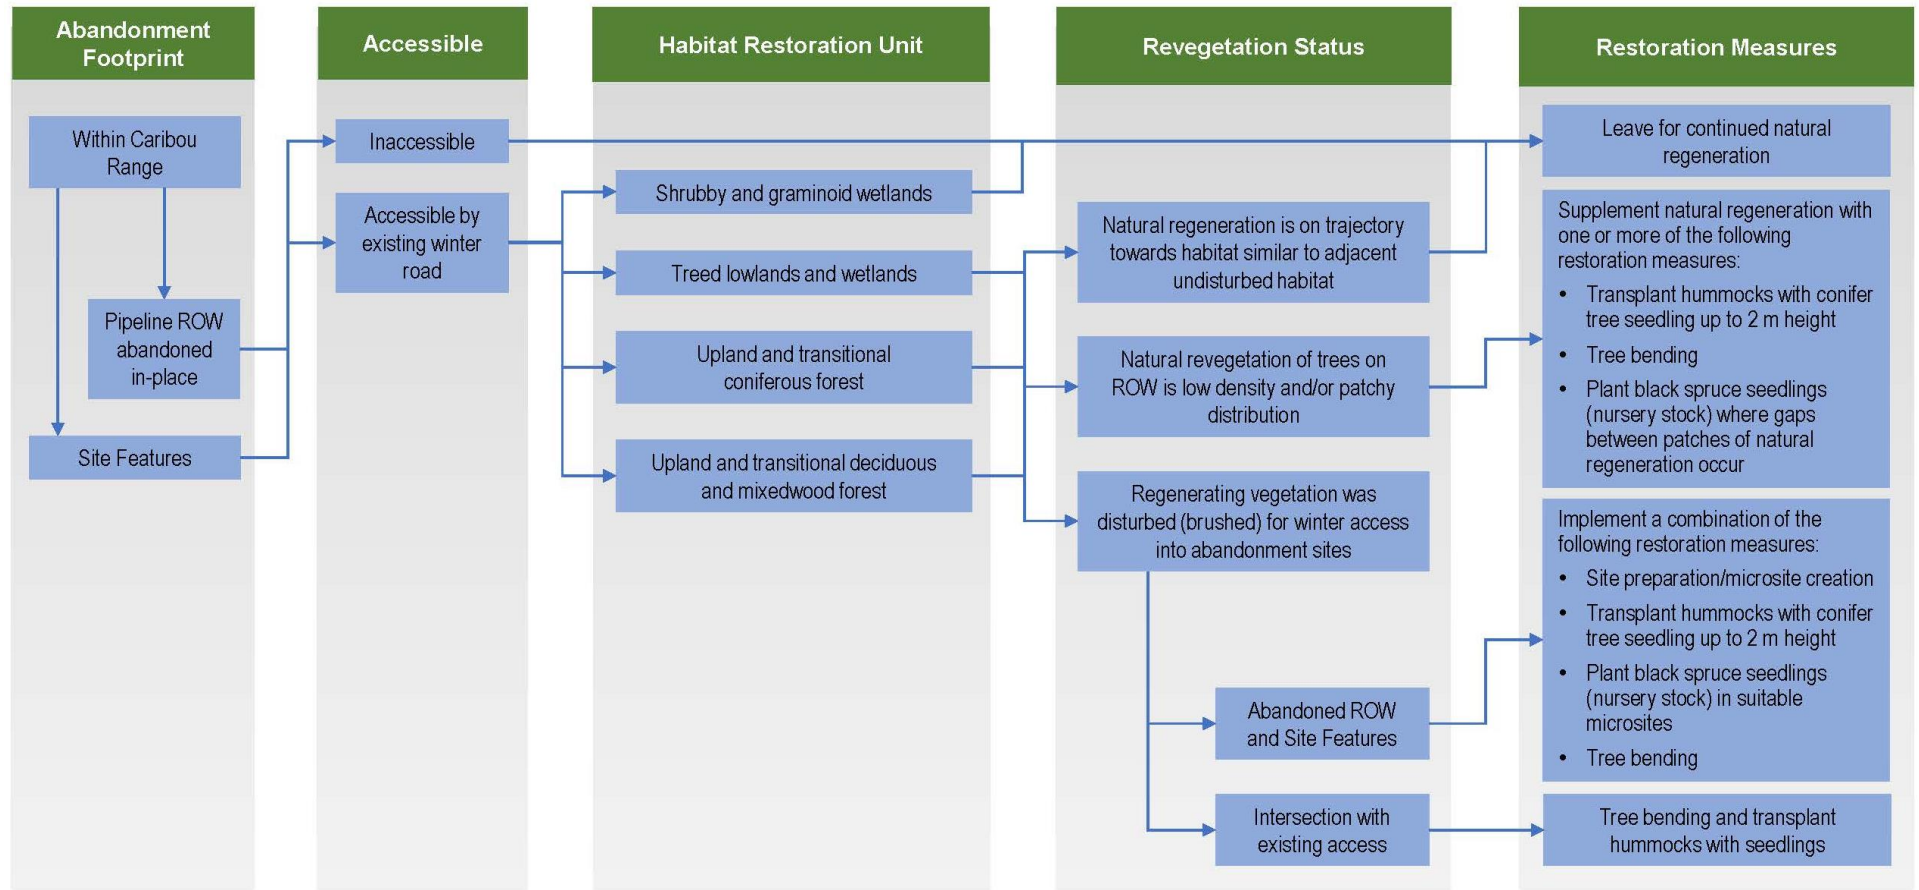 Abandonment
Footprint
Accessible
Habitat Restoration Unit
Revegetation Status
Restoration Measures
Within Caribou
Range
Pipeline ROW
abandoned
in-place
Site Features
Inaccessible
Accessible by
existing winter
road
Shrubby and graminoid wetlands
Treed lowlands and wetlands
Upland and transitional
coniferous forest
Upland and transitional deciduous
and mixedwood forest
Natural regeneration is on trajectory
towards habitat similar to adjacent
undisturbed habitat
Natural revegetation of trees on
ROW is low density and/or patchy
distribution
Regenerating vegetation was
disturbed (brushed) for winter access
into abandonment sites
Abandoned ROW
and Site Features
Intersection with
existing access
Leave for continued natural
regeneration
Supplement natural regeneration with
one or more of the following
restoration measures:
• Transplant hummocks with conifer
tree seedling up to 2 m height
• Tree bending
• Plant black spruce seedlings
(nursery stock) where gaps
between patches of natural
regeneration occur
Implement a combination of the
following restoration measures:
• Site preparation/microsite creation
• Transplant hummocks with conifer
tree seedling up to 2 m height
• Plant black spruce seedlings
(nursery stock) in suitable
microsites
• Tree bending
Tree bending and transplant
hummocks with seedlings